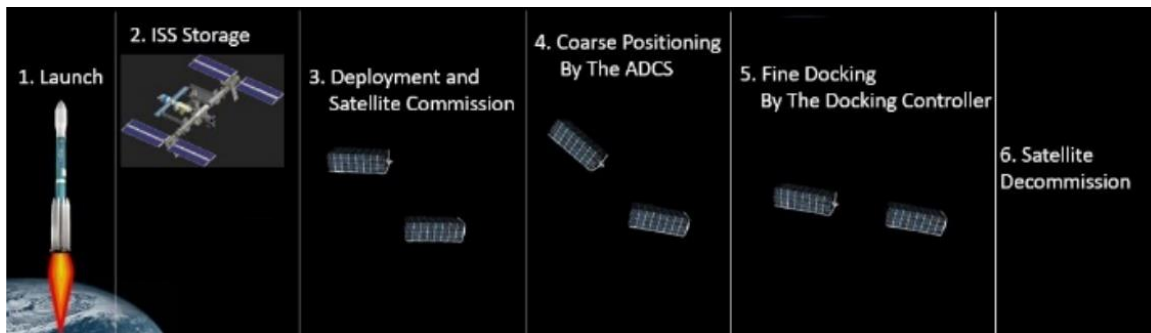 1. Launch
2. ISS Storage
3. Deployment and
Satellite Commission
4. Coarse Positioning
By The ADCS
5. Fine Docking
By The Docking Controller
6. Satellite
Decommission